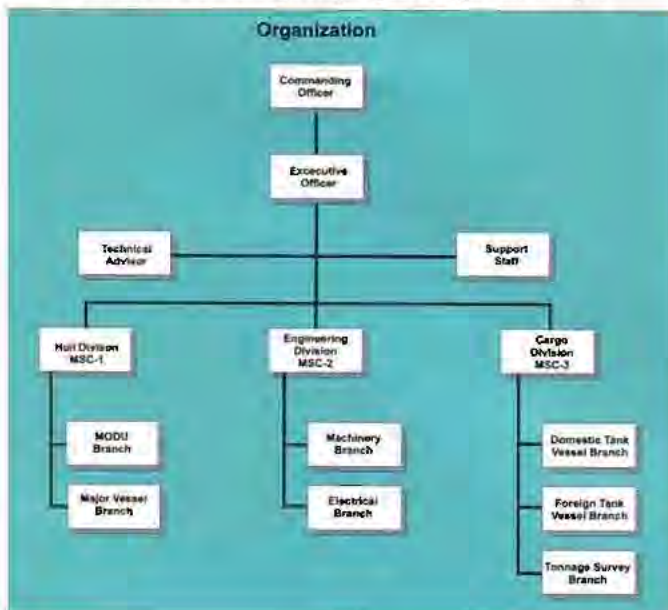 Organization
Commanding
Officer
Excecutive
Officer
Technical
Advisor
Support
Staff
Hull Division
MSC-1
Engineering
Division
MSC-2
Cargo
Division
MSC-3
MODU
Branch
Machinery
Branch
Domestic Tank
Vessel Branch
Major Vessel
Branch
Electrical
Branch
Foreign Tank
Vessel Branch
Tonnage Survey
Branch